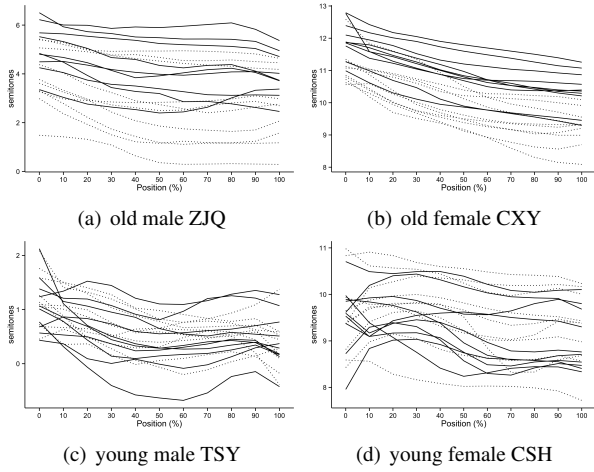 6
4
2
0
semitones
0 10 20 30 40 50 60 70 80 90 100
Position (%)
(a) old male ZJQ
13
12
11
10
9
8
semitones
0 10 20 30 40 50 60 70 80 90 100
Position (%)
(b) old female CXY
2
1
0
semitones
0 10 20 30 40 50 60 70 80 90 100
Position (%)
(c) young male TSY
11
10
9
8
semitones
0 10 20 30 40 50 60 70 80 90 100
Position (%)
(d) young female CSH